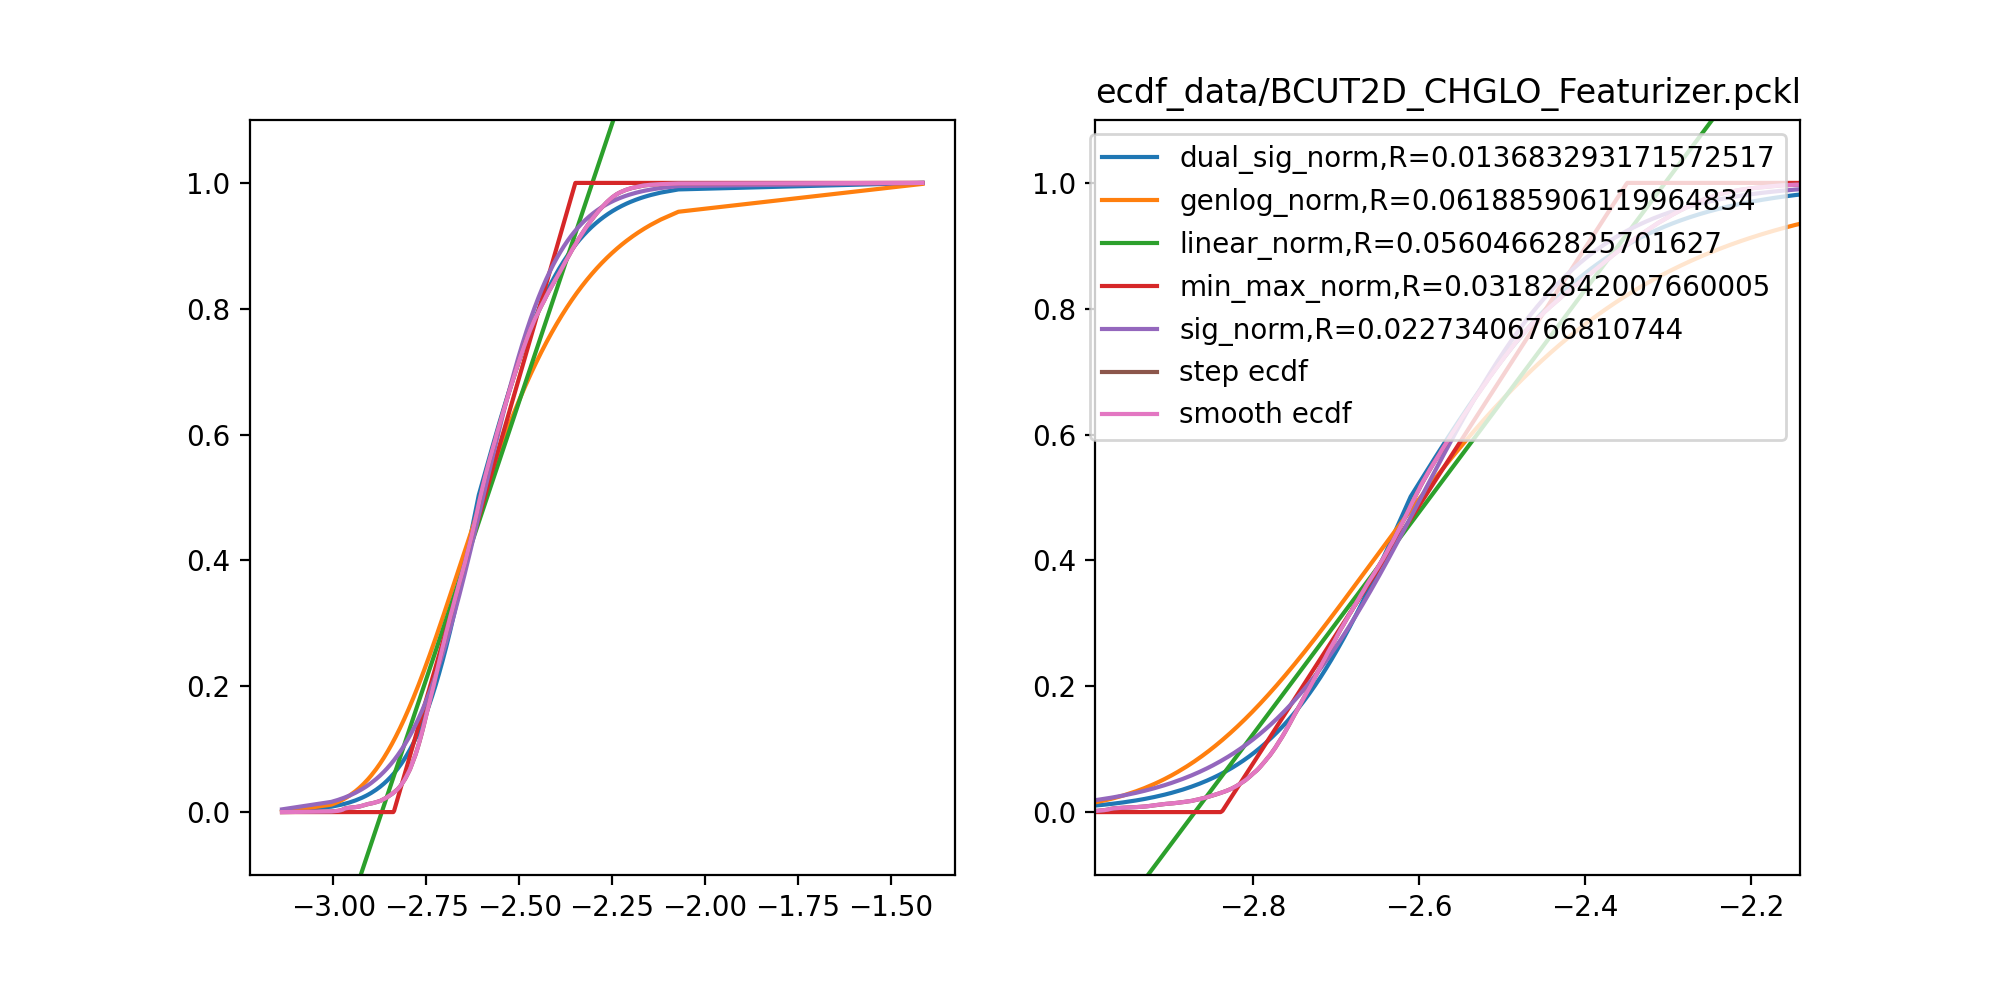 ecdf_data/BCUT2D_CHGLO_Featurizer.pckl
1.0
0.8
0.6
0.4
0.2
0.0
−3.00 −2.75 −2.50 −2.25 −2.00 −1.75 −1.50
dual_sig_norm,R=0.013683293171572517
genlog_norm,R=0.061885906119964834
linear_norm,R=0.05604662825701627
min_max_norm,R=0.03182842007660005
sig_norm,R=0.02273406766810744
step ecdf
smooth ecdf
1.0
0.8
0.6
0.4
0.2
0.0
−2.8 −2.6 −2.4 −2.2